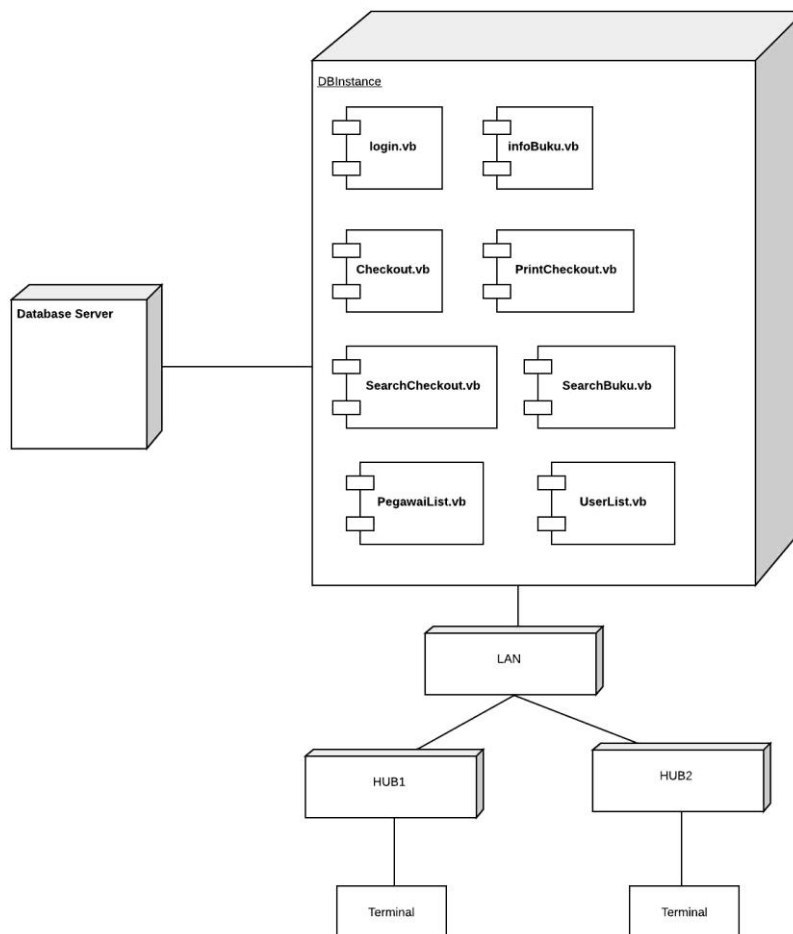 DBInstance
login.vb
infoBuku.vb
Checkout.vb
PrintCheckout.vb
Database Server
SearchCheckout.vb
SearchBuku.vb
PegawaiList.vb
UserList.vb
LAN
HUB1
HUB2
Terminal
Terminal